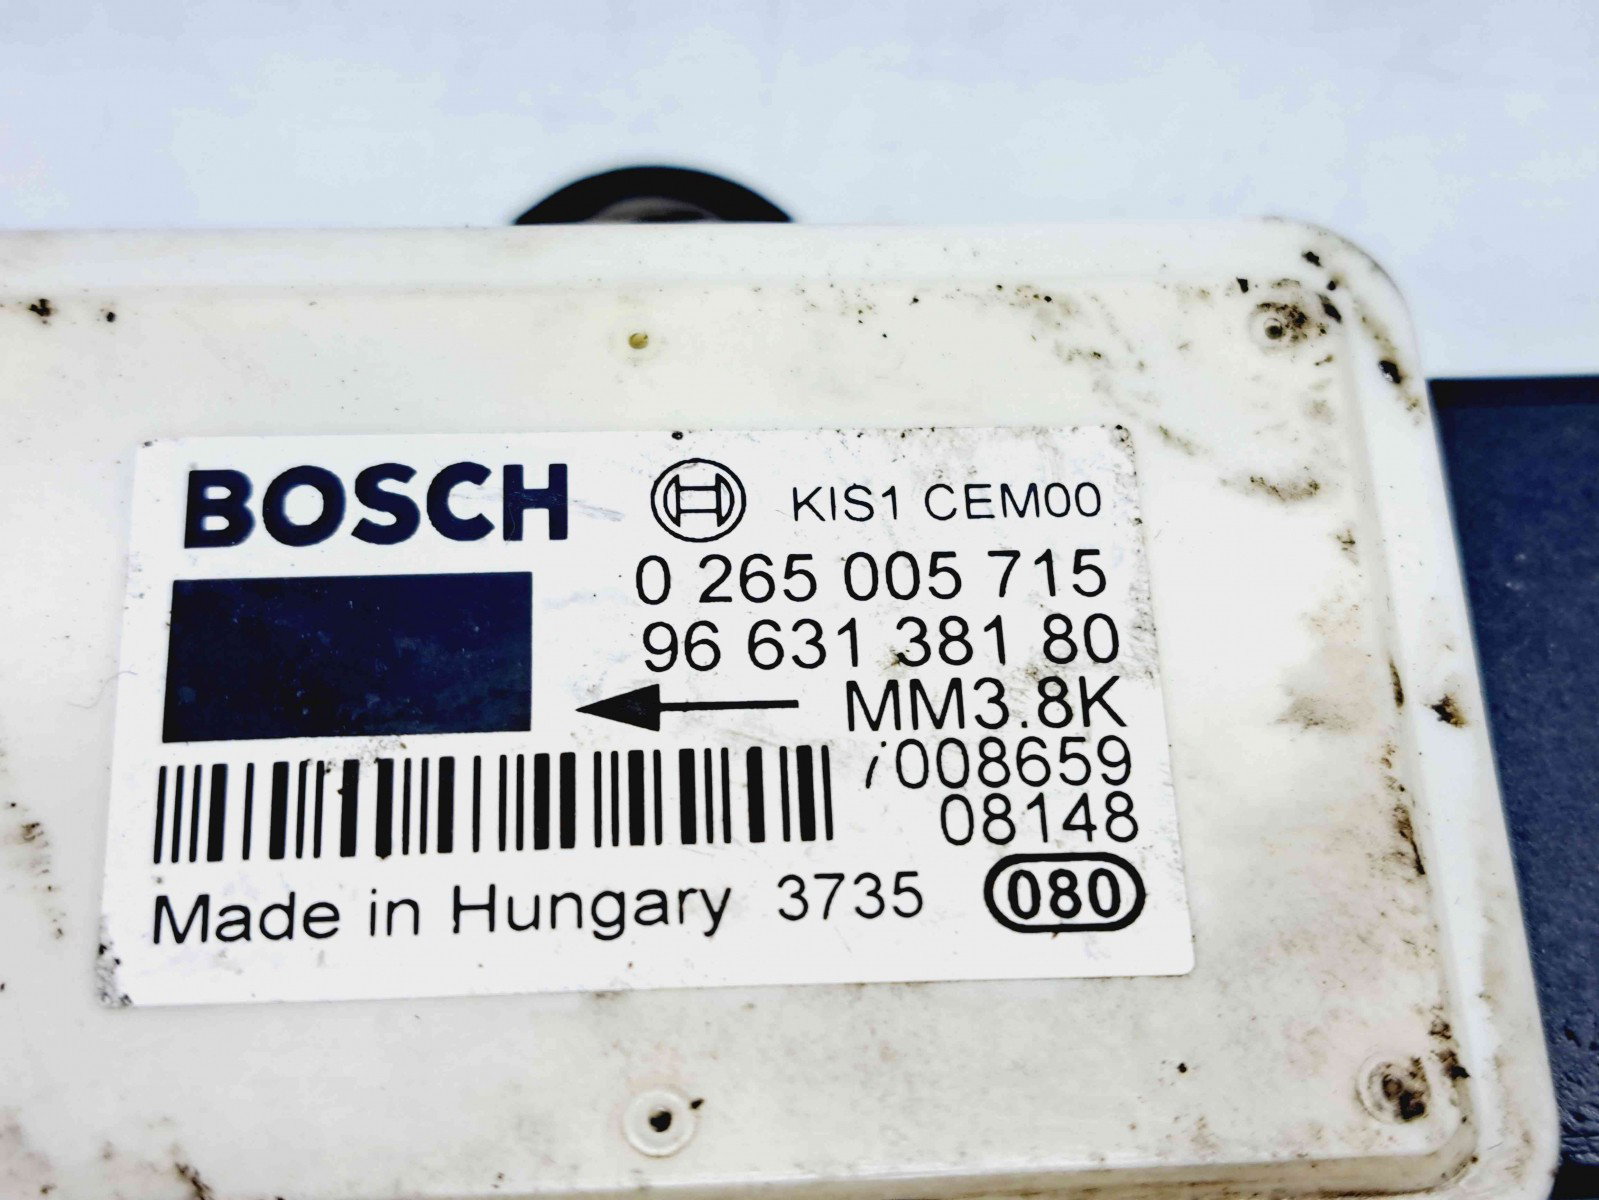 BOSCH KIS1 CEM00
0 265 005 715
96 631 381 80
MM3.8K
008659
08148
Made in Hungary 3735 080